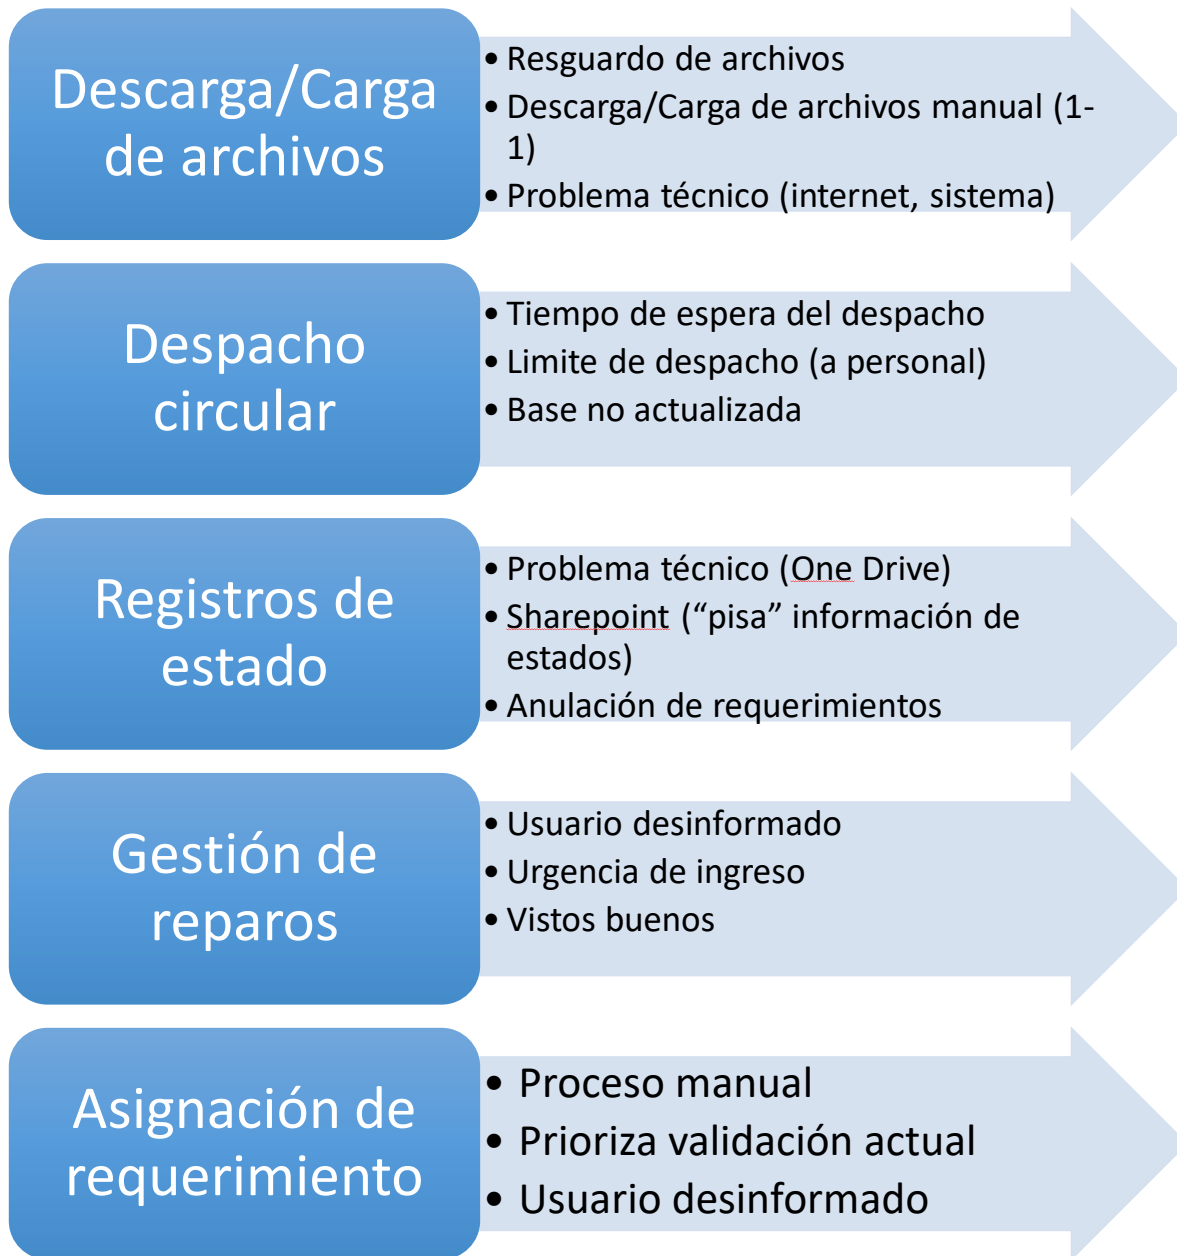 Descarga/Carga
de archivos
• Resguardo de archivos
• Descarga/Carga de archivos manual (1-
1)
• Problema técnico (internet, sistema)
Despacho
circular
• Tiempo de espera del despacho
• Limite de despacho (a personal)
• Base no actualizada
Registros de
estado
• Problema técnico (One Drive)
• Sharepoint (“pisa” información de
estados)
• Anulación de requerimientos
Gestión de
reparos
• Usuario desinformado
• Urgencia de ingreso
• Vistos buenos
Asignación de
requerimiento
• Proceso manual
• Prioriza validación actual
• Usuario desinformado